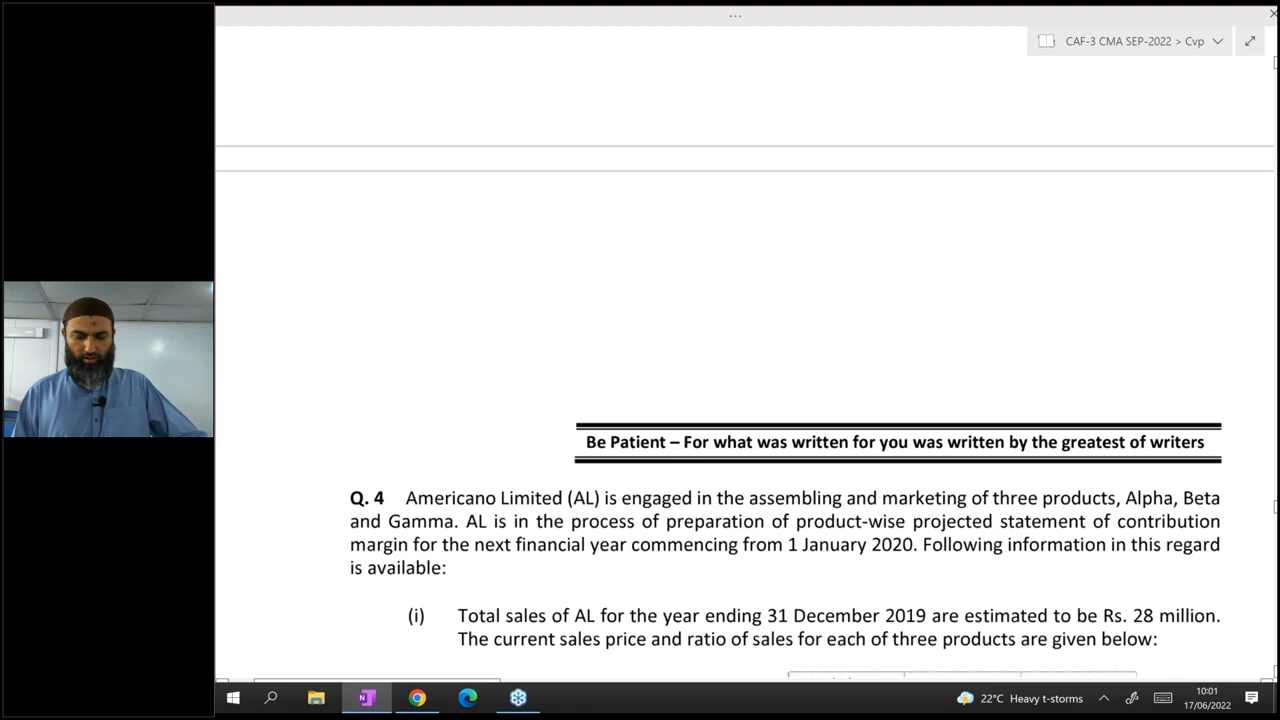 ...
CAF-3 CMA SEP-2022 > Cvp
Be Patient – For what was written for you was written by the greatest of writers
Q. 4 Americano Limited (AL) is engaged in the assembling and marketing of three products, Alpha, Beta
and Gamma. AL is in the process of preparation of product-wise projected statement of contribution
margin for the next financial year commencing from 1 January 2020. Following information in this regard
is available:
(i) Total sales of AL for the year ending 31 December 2019 are estimated to be Rs. 28 million.
The current sales price and ratio of sales for each of three products are given below:
22°C Heavy t-storms
10:01
17/06/2022